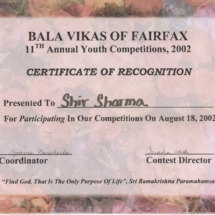 BALA VIKAS OF FAIRFAX
11TH Annual Youth Competitions, 2002
CERTIFICATE OF RECOGNITION
Presented To Shir Sharma
For Participating In Our Competitions On August 18, 2002
Coordinator
Contest Director
"Find God. That Is The Only Purpose Of Life", Sri Ramakrishna Paramahansa